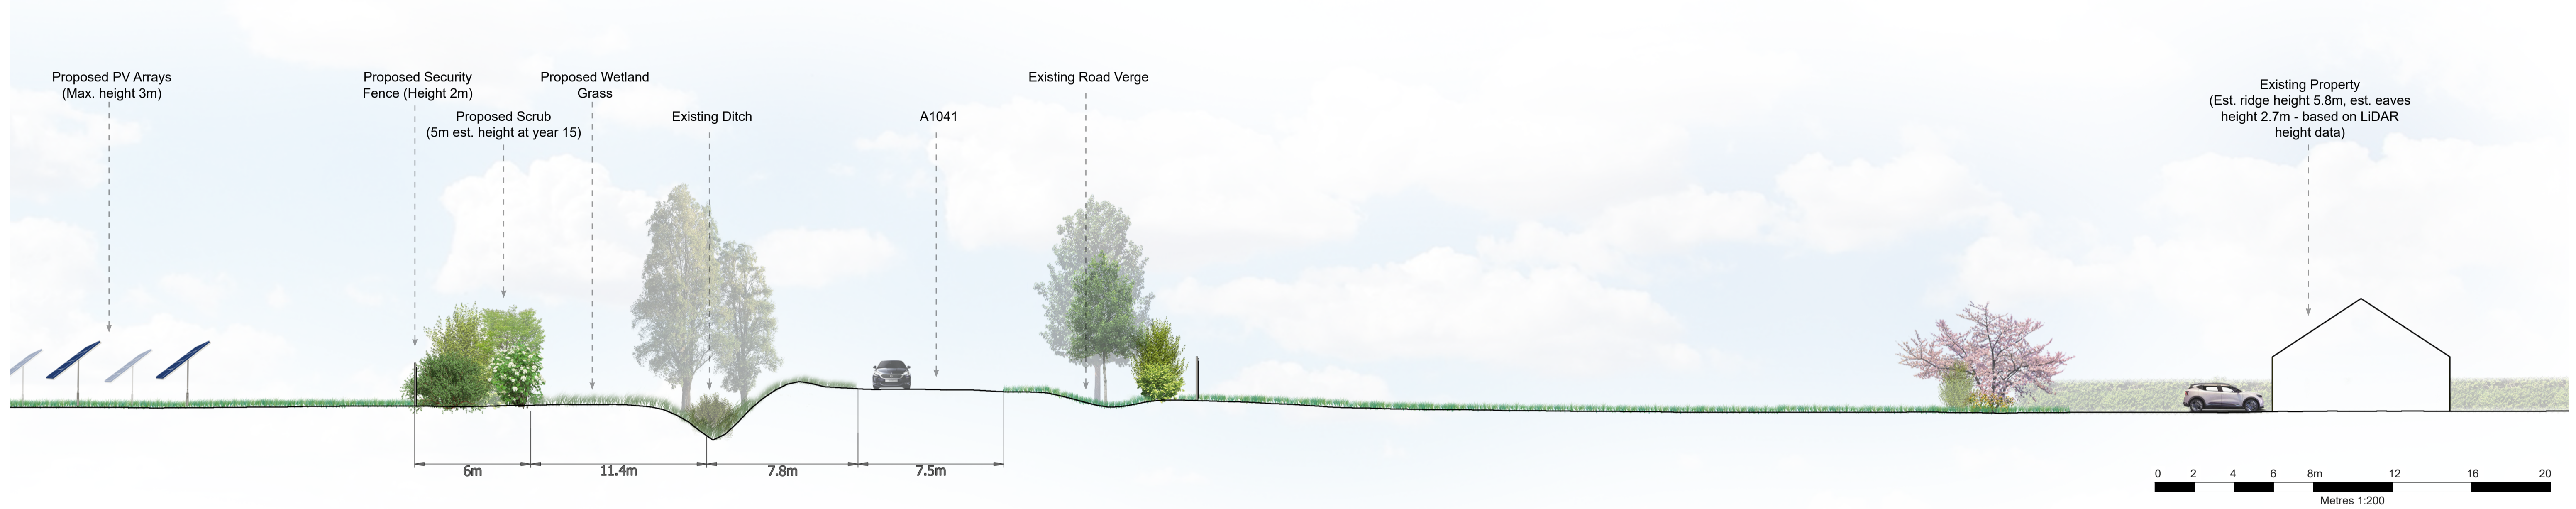 Proposed PV Arrays
(Max. height 3m)
Proposed Security
Fence (Height 2m)
Proposed Scrub
(5m est. height at year 15)
Proposed Wetland
Grass
Existing Ditch
A1041
Existing Road Verge
Existing Property
(Est. ridge height 5.8m, est. eaves
height 2.7m - based on LiDAR
height data)
6m
11.4m
7.8m
7.5m
0 2 4 6 8m 12 16 20
Metres 1:200